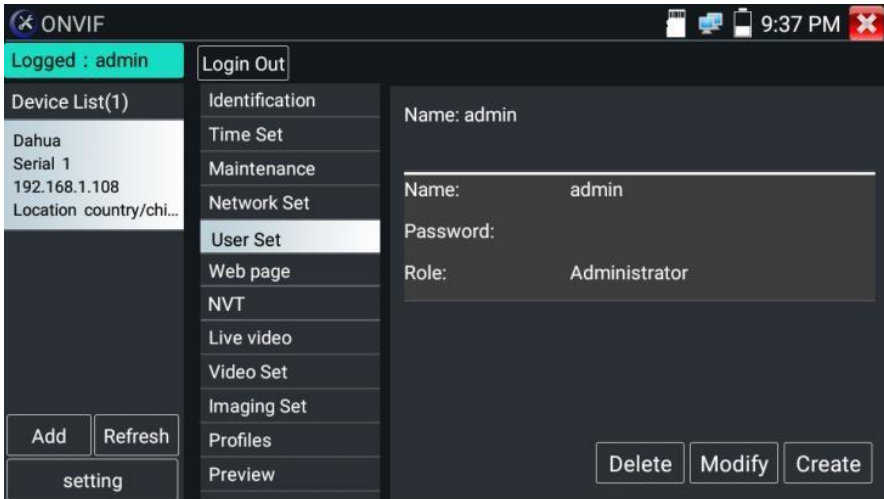 ONVIF
9:37 PM
Logged : admin
Login Out
Device List(1)
Dahua
Serial 1
192.168.1.108
Location country/chi...
Add
Refresh
setting
Identification
Time Set
Maintenance
Network Set
User Set
Web page
NVT
Live video
Video Set
Imaging Set
Profiles
Preview
Name: admin
Name: admin
Password:
Role: Administrator
Delete
Modify
Create